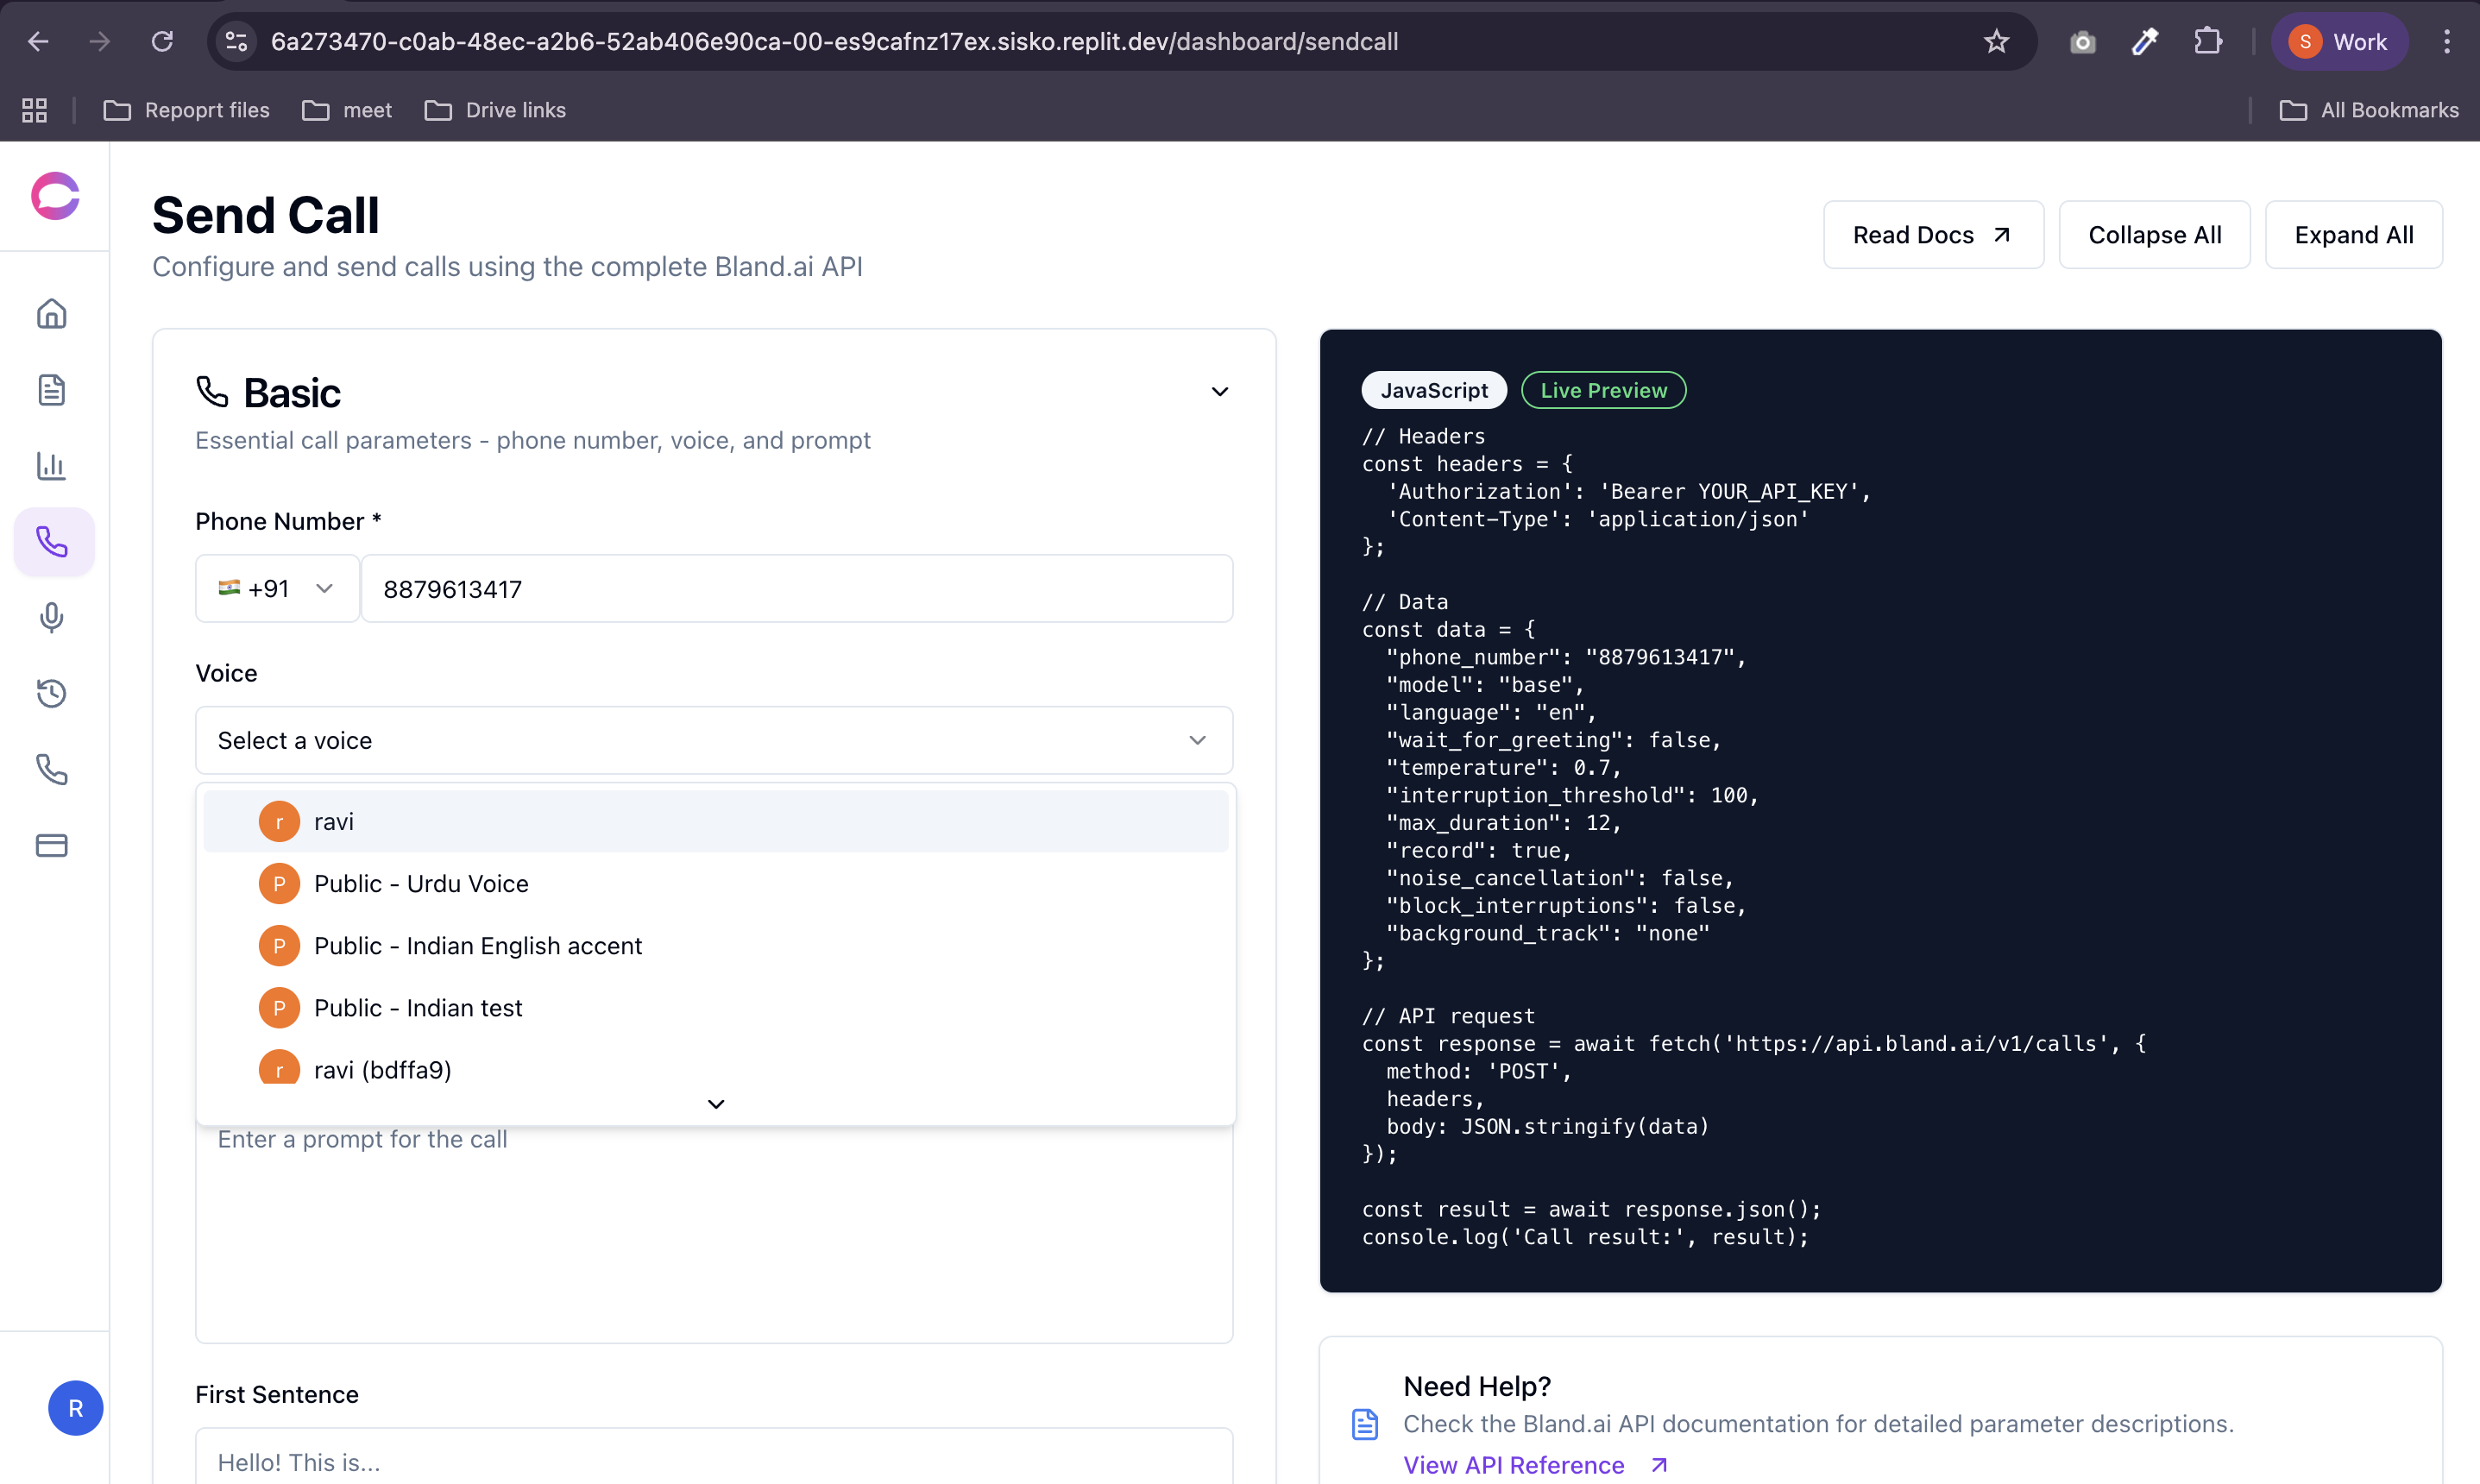 6a273470-c0ab-48ec-a2b6-52ab406e90ca-00-es9cafnz17ex.sisko.replit.dev/dashboard/sendcall
S Work
Repoprt files
meet
Drive links
All Bookmarks
Send Call
Configure and send calls using the complete Bland.ai API
Read Docs
Collapse All
Expand All
Basic
Essential call parameters - phone number, voice, and prompt
Phone Number *
+91
8879613417
Voice
Select a voice
r ravi
P Public - Urdu Voice
P Public - Indian English accent
P Public - Indian test
r ravi (bdffa9)
Enter a prompt for the call
First Sentence
Hello! This is...
R
JavaScript
Live Preview
// Headers
const headers = {
'Authorization': 'Bearer YOUR_API_KEY',
'Content-Type': 'application/json'
};
// Data
const data = {
"phone_number": "8879613417",
"model": "base",
"language": "en",
"wait_for_greeting": false,
"temperature": 0.7,
"interruption_threshold": 100,
"max_duration": 12,
"record": true,
"noise_cancellation": false,
"block_interruptions": false,
"background_track": "none"
};
// API request
const response = await fetch('https://api.bland.ai/v1/calls', {
method: 'POST',
headers,
body: JSON.stringify(data)
});
const result = await response.json();
console.log('Call result:', result);
Need Help?
Check the Bland.ai API documentation for detailed parameter descriptions.
View API Reference